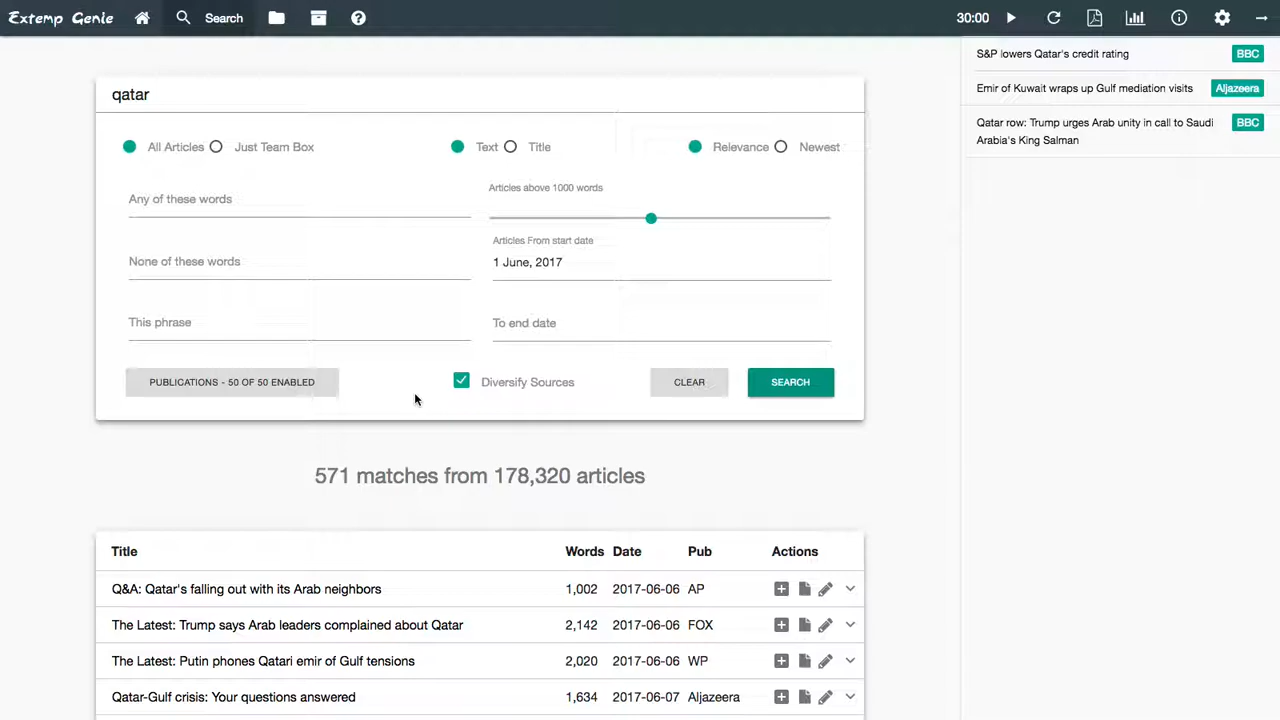 Extemp Genie Search 30:00
S&P lowers Qatar's credit rating BBC
Emir of Kuwait wraps up Gulf mediation visits Aljazeera
Qatar row: Trump urges Arab unity in call to Saudi BBC
Arabia's King Salman
qatar
All Articles Just Team Box Text Title Relevance Newest
Any of these words
Articles above 1000 words
None of these words
Articles From start date
1 June, 2017
This phrase
To end date
PUBLICATIONS - 50 OF 50 ENABLED Diversify Sources CLEAR SEARCH
571 matches from 178,320 articles
Title Words Date Pub Actions
Q&A: Qatar's falling out with its Arab neighbors 1,002 2017-06-06 AP
The Latest: Trump says Arab leaders complained about Qatar 2,142 2017-06-06 FOX
The Latest: Putin phones Qatari emir of Gulf tensions 2,020 2017-06-06 WP
Qatar-Gulf crisis: Your questions answered 1,634 2017-06-07 Aljazeera